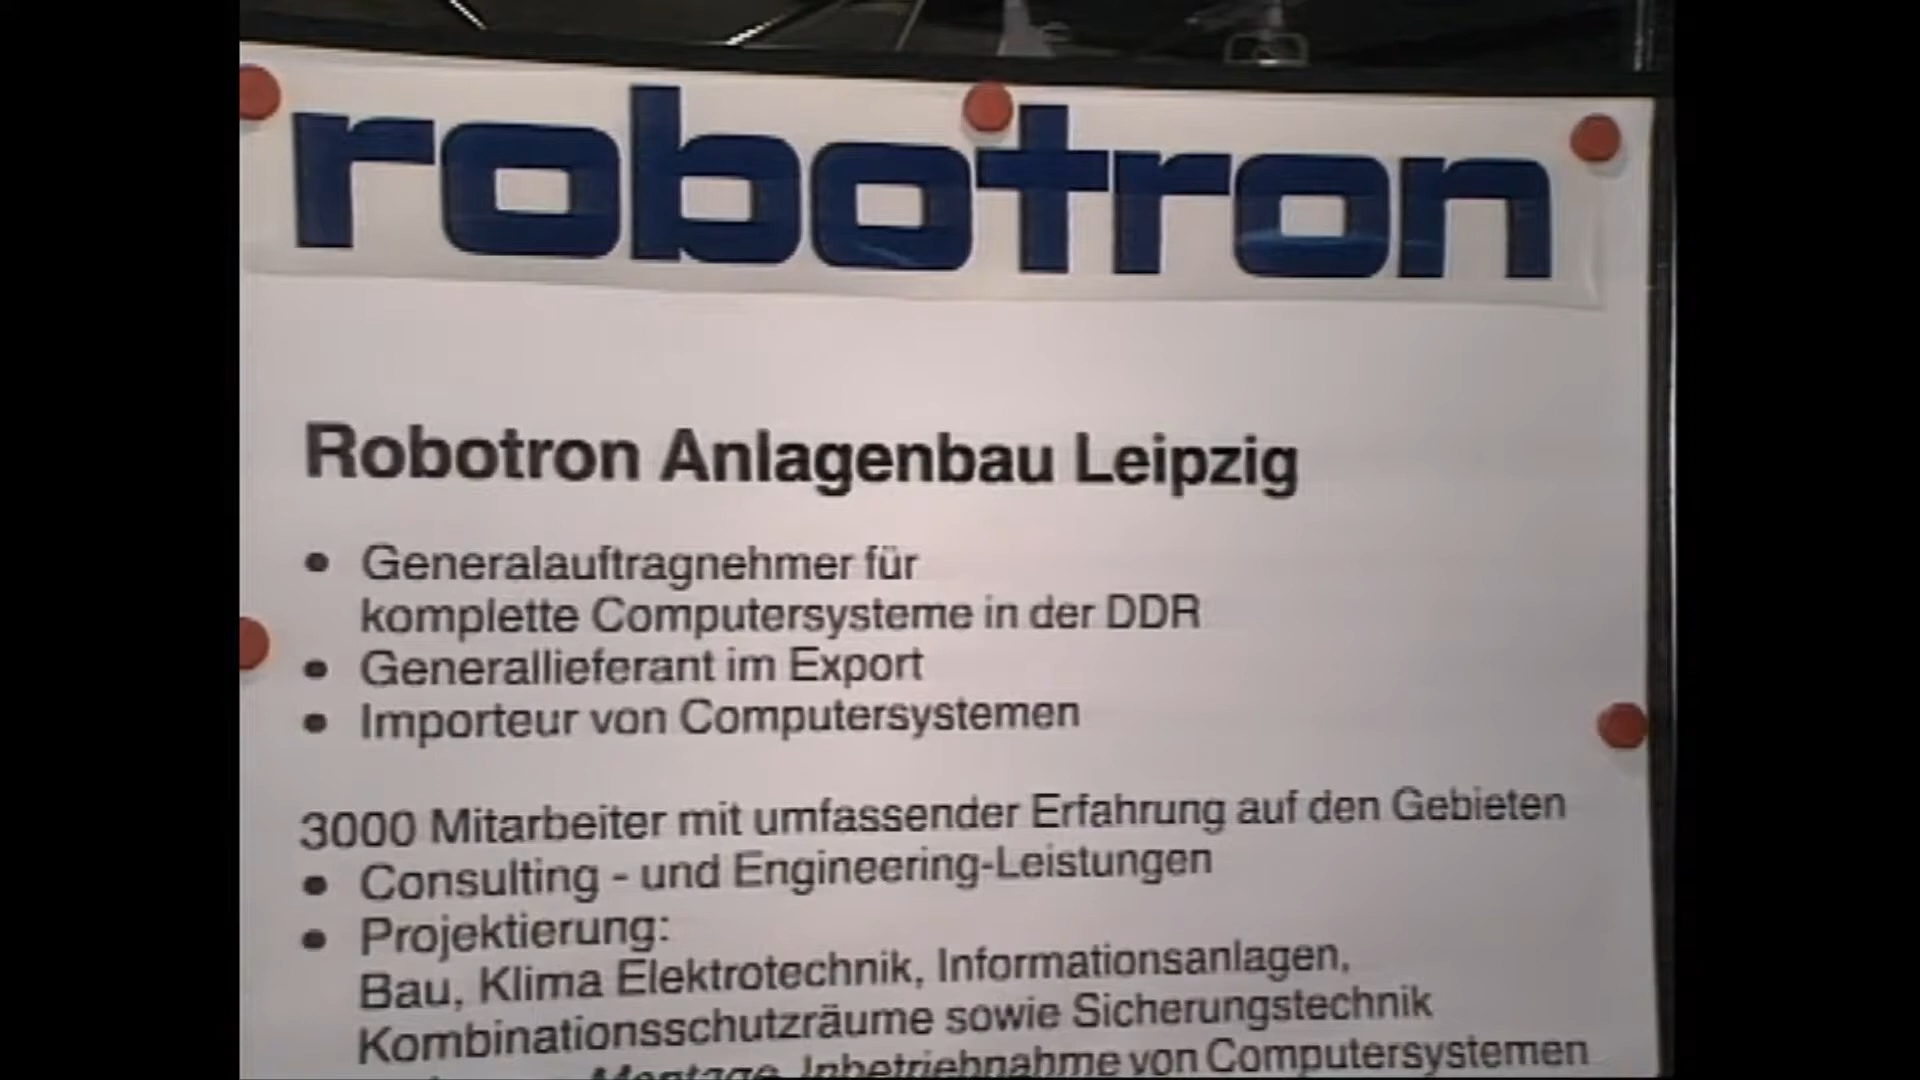 robotron
Robotron Anlagenbau Leipzig
• Generalauftragnehmer für
komplette Computersysteme in der DDR
• Generallieferant im Export
• Importeur von Computersystemen
3000 Mitarbeiter mit umfassender Erfahrung auf den Gebieten
• Consulting - und Engineering-Leistungen
• Projektierung:
Bau, Klima Elektrotechnik, Informationsanlagen,
Kombinationsschutzräume sowie Sicherungstechnik
Montage, Inbetriebnahme von Computersystemen